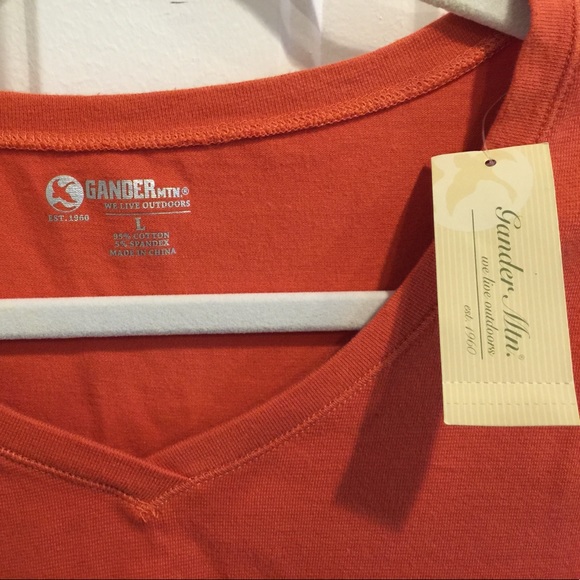 GANDER MTN.®
WE LIVE OUTDOORS
EST. 1960
L
95% COTTON
5% SPANDEX
MADE IN CHINA
Gander Mtn.®
we live outdoors
est. 1960